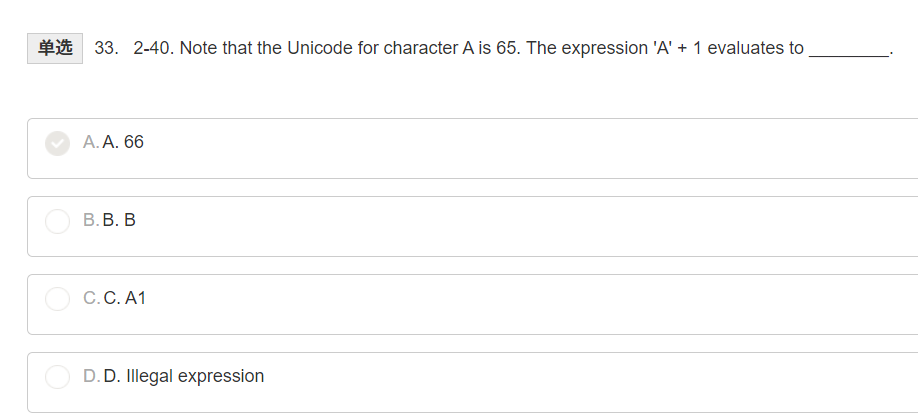 单选 33. 2-40. Note that the Unicode for character A is 65. The expression 'A' + 1 evaluates to ________.
A. A. 66
B. B. B
C. C. A1
D. D. Illegal expression